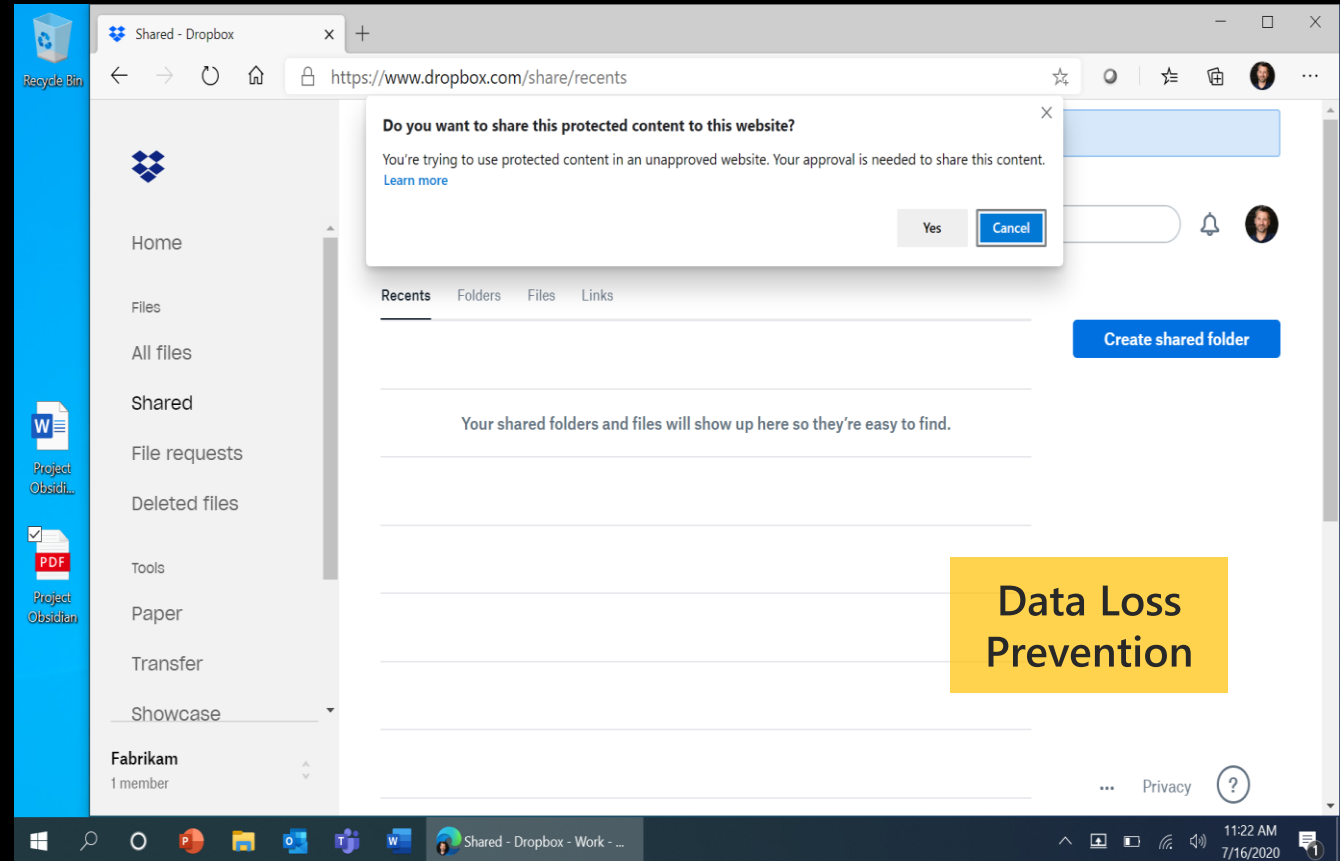 Recycle Bin
Project
Obsidi...
PDF
Project
Obsidian
Shared - Dropbox
https://www.dropbox.com/share/recents
Do you want to share this protected content to this website?
You're trying to use protected content in an unapproved website. Your approval is needed to share this content.
Learn more
Yes
Cancel
Home
Files
All files
Shared
File requests
Deleted files
Tools
Paper
Transfer
Showcase
Fabrikam
1 member
Recents Folders Files Links
Create shared folder
Your shared folders and files will show up here so they're easy to find.
Data Loss
Prevention
Privacy
?
Shared - Dropbox - Work - ...
11:22 AM
7/16/2020
1